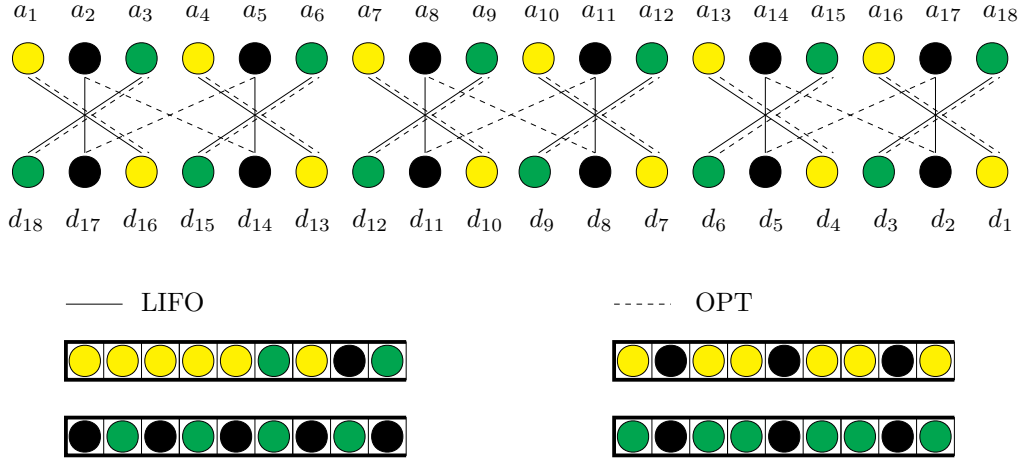 a₁ a₂ a₃ a₄ a₅ a₆ a₇ a₈ a₉ a₁₀ a₁₁ a₁₂ a₁₃ a₁₄ a₁₅ a₁₆ a₁₇ a₁₈
d₁₈ d₁₇ d₁₆ d₁₅ d₁₄ d₁₃ d₁₂ d₁₁ d₁₀ d₉ d₈ d₇ d₆ d₅ d₄ d₃ d₂ d₁
LIFO OPT